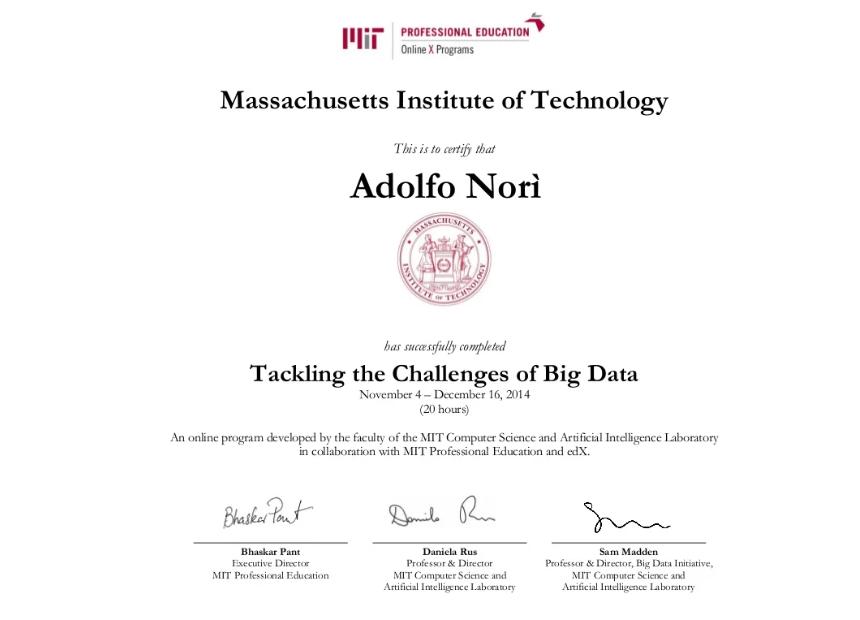 MIT PROFESSIONAL EDUCATION
Online X Programs
Massachusetts Institute of Technology
This is to certify that
Adolfo Norì
MASSACHUSETTS
INSTITUTE OF TECHNOLOGY
has successfully completed
Tackling the Challenges of Big Data
November 4 – December 16, 2014
(20 hours)
An online program developed by the faculty of the MIT Computer Science and Artificial Intelligence Laboratory
in collaboration with MIT Professional Education and edX.
Bhaskar Pant
Daniela Rus
Bhaskar Pant
Executive Director
MIT Professional Education
Daniela Rus
Professor & Director
MIT Computer Science and
Artificial Intelligence Laboratory
Sam Madden
Professor & Director, Big Data Initiative,
MIT Computer Science and
Artificial Intelligence Laboratory